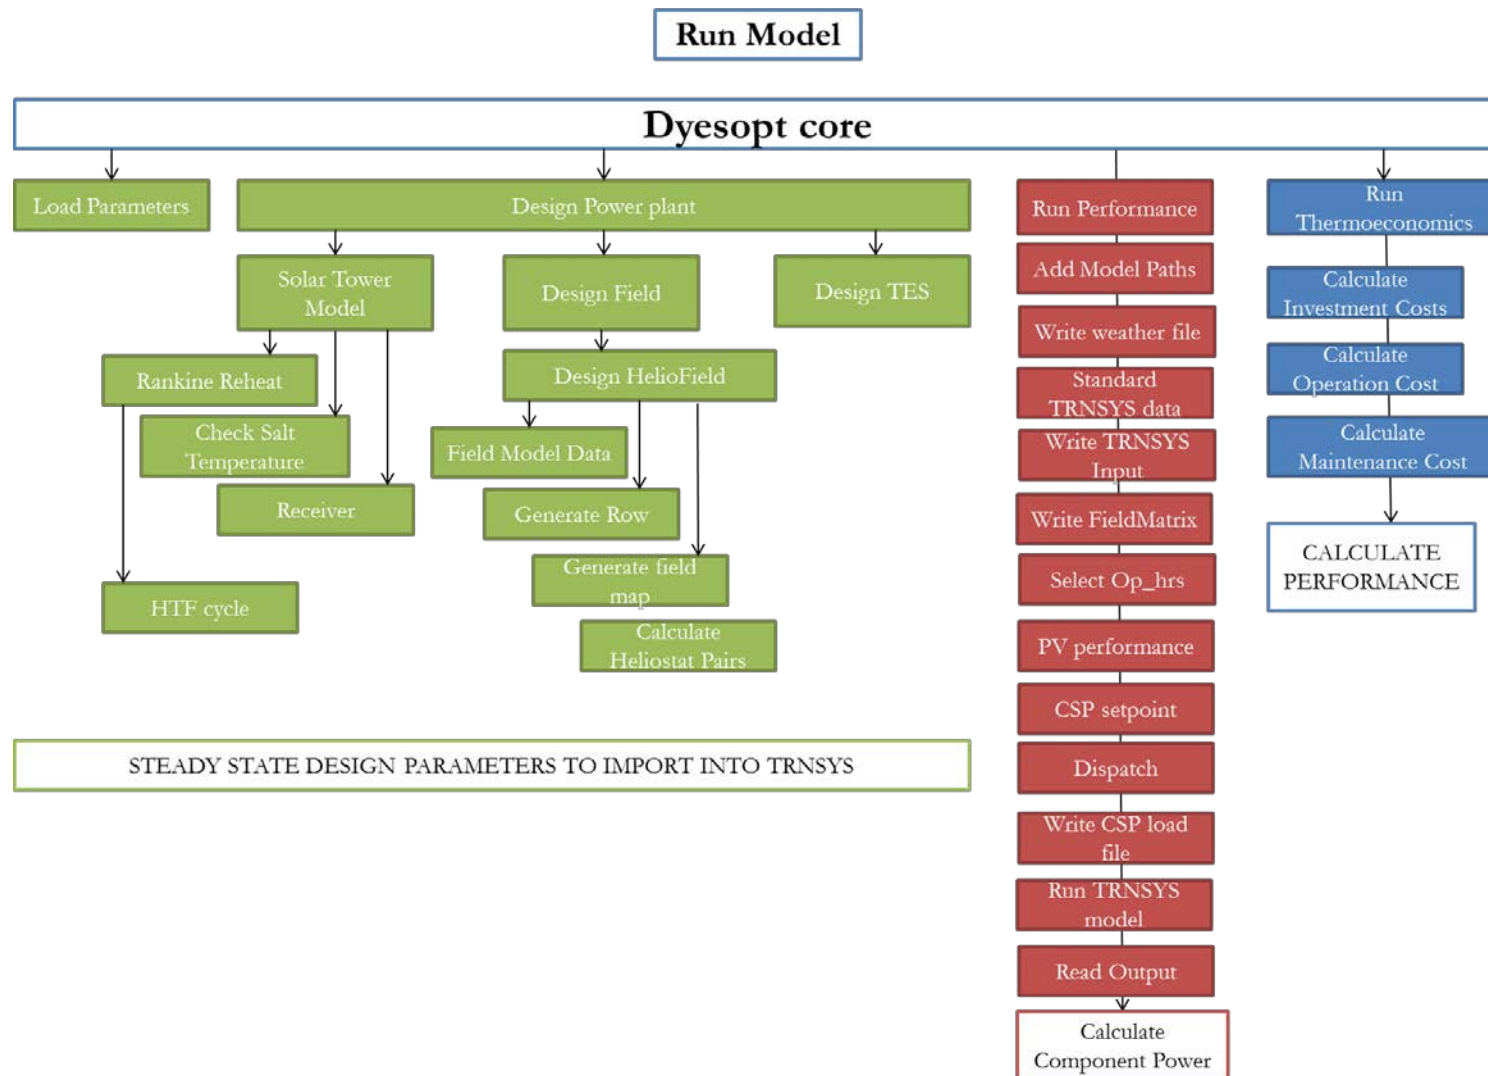 Run Model
Dyesopt core
Load Parameters
Design Power plant
Solar Tower
Model
Design Field
Design TES
Rankine Reheat
Design HelioField
Check Salt
Temperature
Field Model Data
Receiver
Generate Row
HTF cycle
Generate field
map
Calculate
Heliostat Pairs
STEADY STATE DESIGN PARAMETERS TO IMPORT INTO TRNSYS
Run Performance
Add Model Paths
Write weather file
Standard
TRNSYS data
Write TRNSYS
Input
Write FieldMatrix
Select Op_hrs
PV performance
CSP setpoint
Dispatch
Write CSP load
file
Run TRNSYS
model
Read Output
Calculate
Component Power
Run
Thermoeconomics
Calculate
Investment Costs
Calculate
Operation Cost
Calculate
Maintenance Cost
CALCULATE
PERFORMANCE